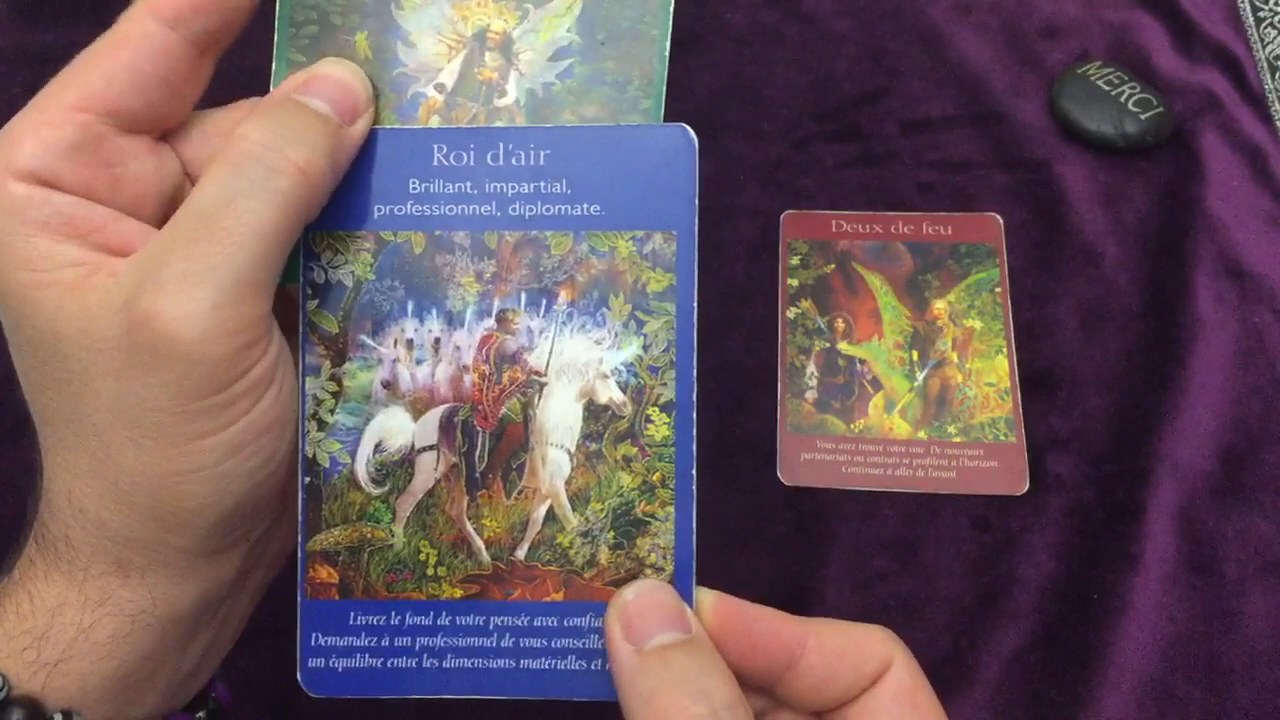 Roi d'air
Brillant, impartial,
professionnel, diplomate.
Livrez le fond de votre pensée avec
Demandez à un professionnel de vous
un équilibre entre les dimensions matérielles et
MERCI
Deux de feu
Vous avez trouvé votre voie De nouveaux
partenariats ou contrats se profilent à l'horizon.
Continuez à aller de l'avant